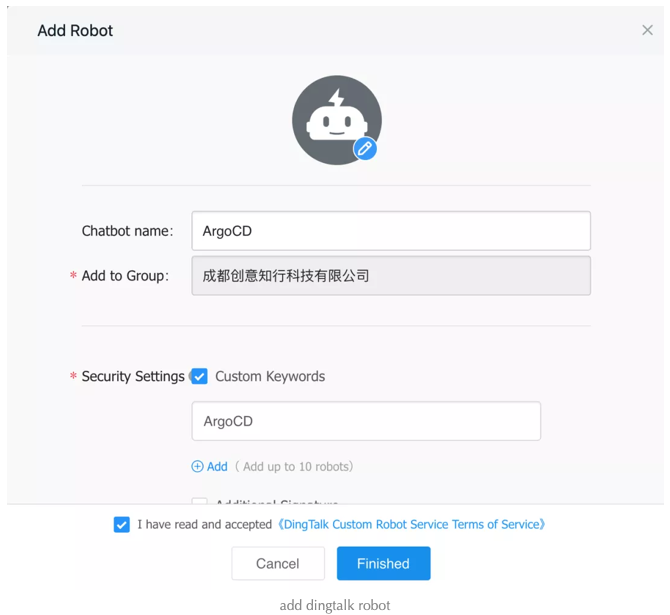 Add Robot
Chatbot name:
ArgoCD
* Add to Group:
成都创意知行科技有限公司
* Security Settings
Custom Keywords
ArgoCD
Add ( Add up to 10 robots)
Additional Signature
I have read and accepted《DingTalk Custom Robot Service Terms of Service》
Cancel
Finished
add dingtalk robot